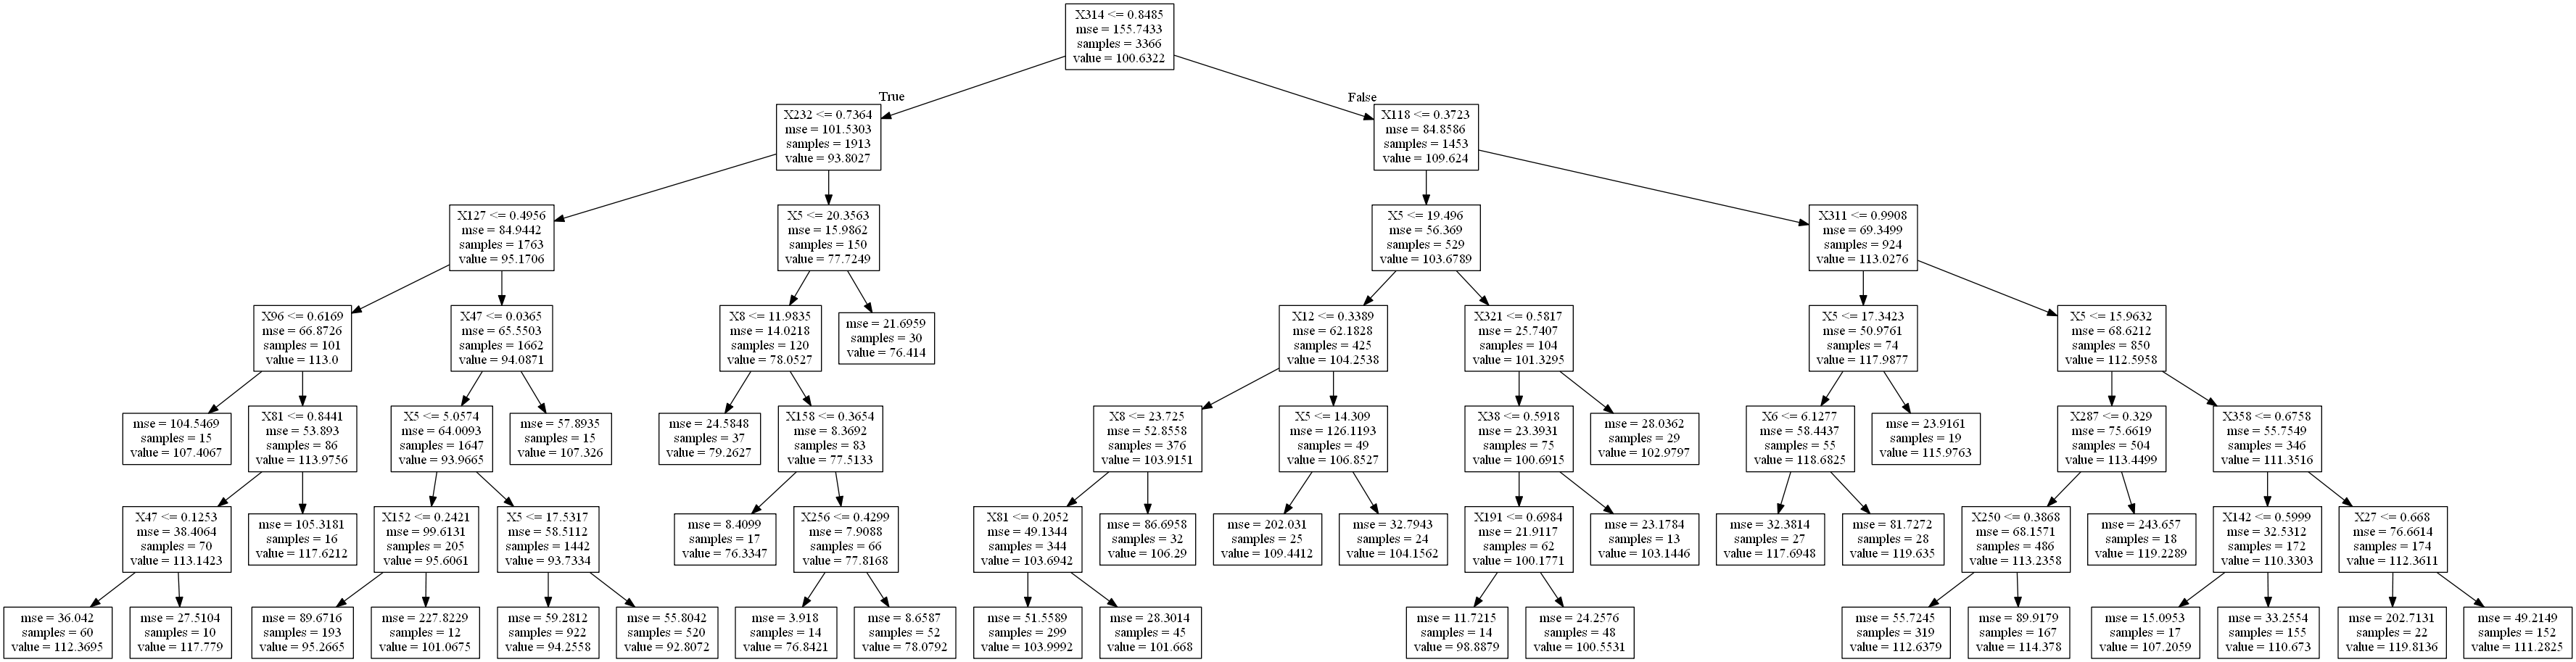 X314 <= 0.8485
mse = 155.7433
samples = 3366
value = 100.6322
True
False
X232 <= 0.7364
mse = 101.5303
samples = 1913
value = 93.8027
X118 <= 0.3723
mse = 84.8586
samples = 1453
value = 109.624
X127 <= 0.4956
mse = 84.9442
samples = 1763
value = 95.1706
X5 <= 20.3563
mse = 15.9862
samples = 150
value = 77.7249
X5 <= 19.496
mse = 56.369
samples = 529
value = 103.6789
X311 <= 0.9908
mse = 69.3499
samples = 924
value = 113.0276
X96 <= 0.6169
mse = 66.8726
samples = 101
value = 113.0
X47 <= 0.0365
mse = 65.5503
samples = 1662
value = 94.0871
X8 <= 11.9835
mse = 14.0218
samples = 120
value = 78.0527
mse = 21.6959
samples = 30
value = 76.414
X12 <= 0.3389
mse = 62.1828
samples = 425
value = 104.2538
X321 <= 0.5817
mse = 25.7407
samples = 104
value = 101.3295
X5 <= 17.3423
mse = 50.9761
samples = 74
value = 117.9877
X5 <= 15.9632
mse = 68.6212
samples = 850
value = 112.5958
mse = 104.5469
samples = 15
value = 107.4067
X81 <= 0.8441
mse = 53.893
samples = 86
value = 113.9756
X5 <= 5.0574
mse = 64.0093
samples = 1647
value = 93.9665
mse = 57.8935
samples = 15
value = 107.326
mse = 24.5848
samples = 37
value = 79.2627
X158 <= 0.3654
mse = 8.3692
samples = 83
value = 77.5133
X8 <= 23.725
mse = 52.8558
samples = 376
value = 103.9151
X5 <= 14.309
mse = 126.1193
samples = 49
value = 106.8527
X38 <= 0.5918
mse = 23.3931
samples = 75
value = 100.6915
mse = 28.0362
samples = 29
value = 102.9797
X6 <= 6.1277
mse = 58.4437
samples = 55
value = 118.6825
mse = 23.9161
samples = 19
value = 115.9763
X287 <= 0.329
mse = 75.6619
samples = 504
value = 113.4499
X358 <= 0.6758
mse = 55.7549
samples = 346
value = 111.3516
X47 <= 0.1253
mse = 38.4064
samples = 70
value = 113.1423
mse = 105.3181
samples = 16
value = 117.6212
X152 <= 0.2421
mse = 99.6131
samples = 205
value = 95.6061
X5 <= 17.5317
mse = 58.5112
samples = 1442
value = 93.7334
mse = 8.4099
samples = 17
value = 76.3347
X256 <= 0.4299
mse = 7.9088
samples = 66
value = 77.8168
X81 <= 0.2052
mse = 49.1344
samples = 344
value = 103.6942
mse = 86.6958
samples = 32
value = 106.29
mse = 202.031
samples = 25
value = 109.4412
mse = 32.7943
samples = 24
value = 104.1562
X191 <= 0.6984
mse = 21.9117
samples = 62
value = 100.1771
mse = 23.1784
samples = 13
value = 103.1446
mse = 32.3814
samples = 27
value = 117.6948
mse = 81.7272
samples = 28
value = 119.635
X250 <= 0.3868
mse = 68.1571
samples = 486
value = 113.2358
mse = 243.657
samples = 18
value = 119.2289
X142 <= 0.5999
mse = 32.5312
samples = 172
value = 110.3303
X27 <= 0.668
mse = 76.6614
samples = 174
value = 112.3611
mse = 36.042
samples = 60
value = 112.3695
mse = 27.5104
samples = 10
value = 117.779
mse = 89.6716
samples = 193
value = 95.2665
mse = 227.8229
samples = 12
value = 101.0675
mse = 59.2812
samples = 922
value = 94.2558
mse = 55.8042
samples = 520
value = 92.8072
mse = 3.918
samples = 14
value = 76.8421
mse = 8.6587
samples = 52
value = 78.0792
mse = 51.5589
samples = 299
value = 103.9992
mse = 28.3014
samples = 45
value = 101.668
mse = 11.7215
samples = 14
value = 98.8879
mse = 24.2576
samples = 48
value = 100.5531
mse = 55.7245
samples = 319
value = 112.6379
mse = 89.9179
samples = 167
value = 114.378
mse = 15.0953
samples = 17
value = 107.2059
mse = 33.2554
samples = 155
value = 110.673
mse = 202.7131
samples = 22
value = 119.8136
mse = 49.2149
samples = 152
value = 111.2825